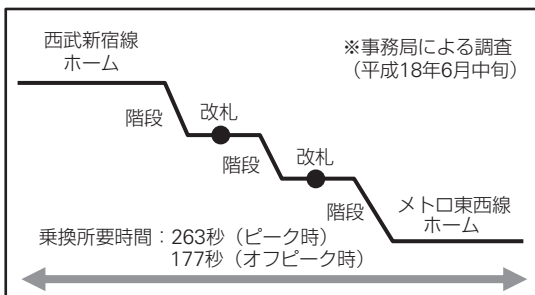 西武新宿線
ホーム
※事務局による調査
(平成18年6月中旬)
階段
改札
階段
改札
階段
メトロ東西線
ホーム
乗換所要時間:263秒(ピーク時)
177秒(オフピーク時)